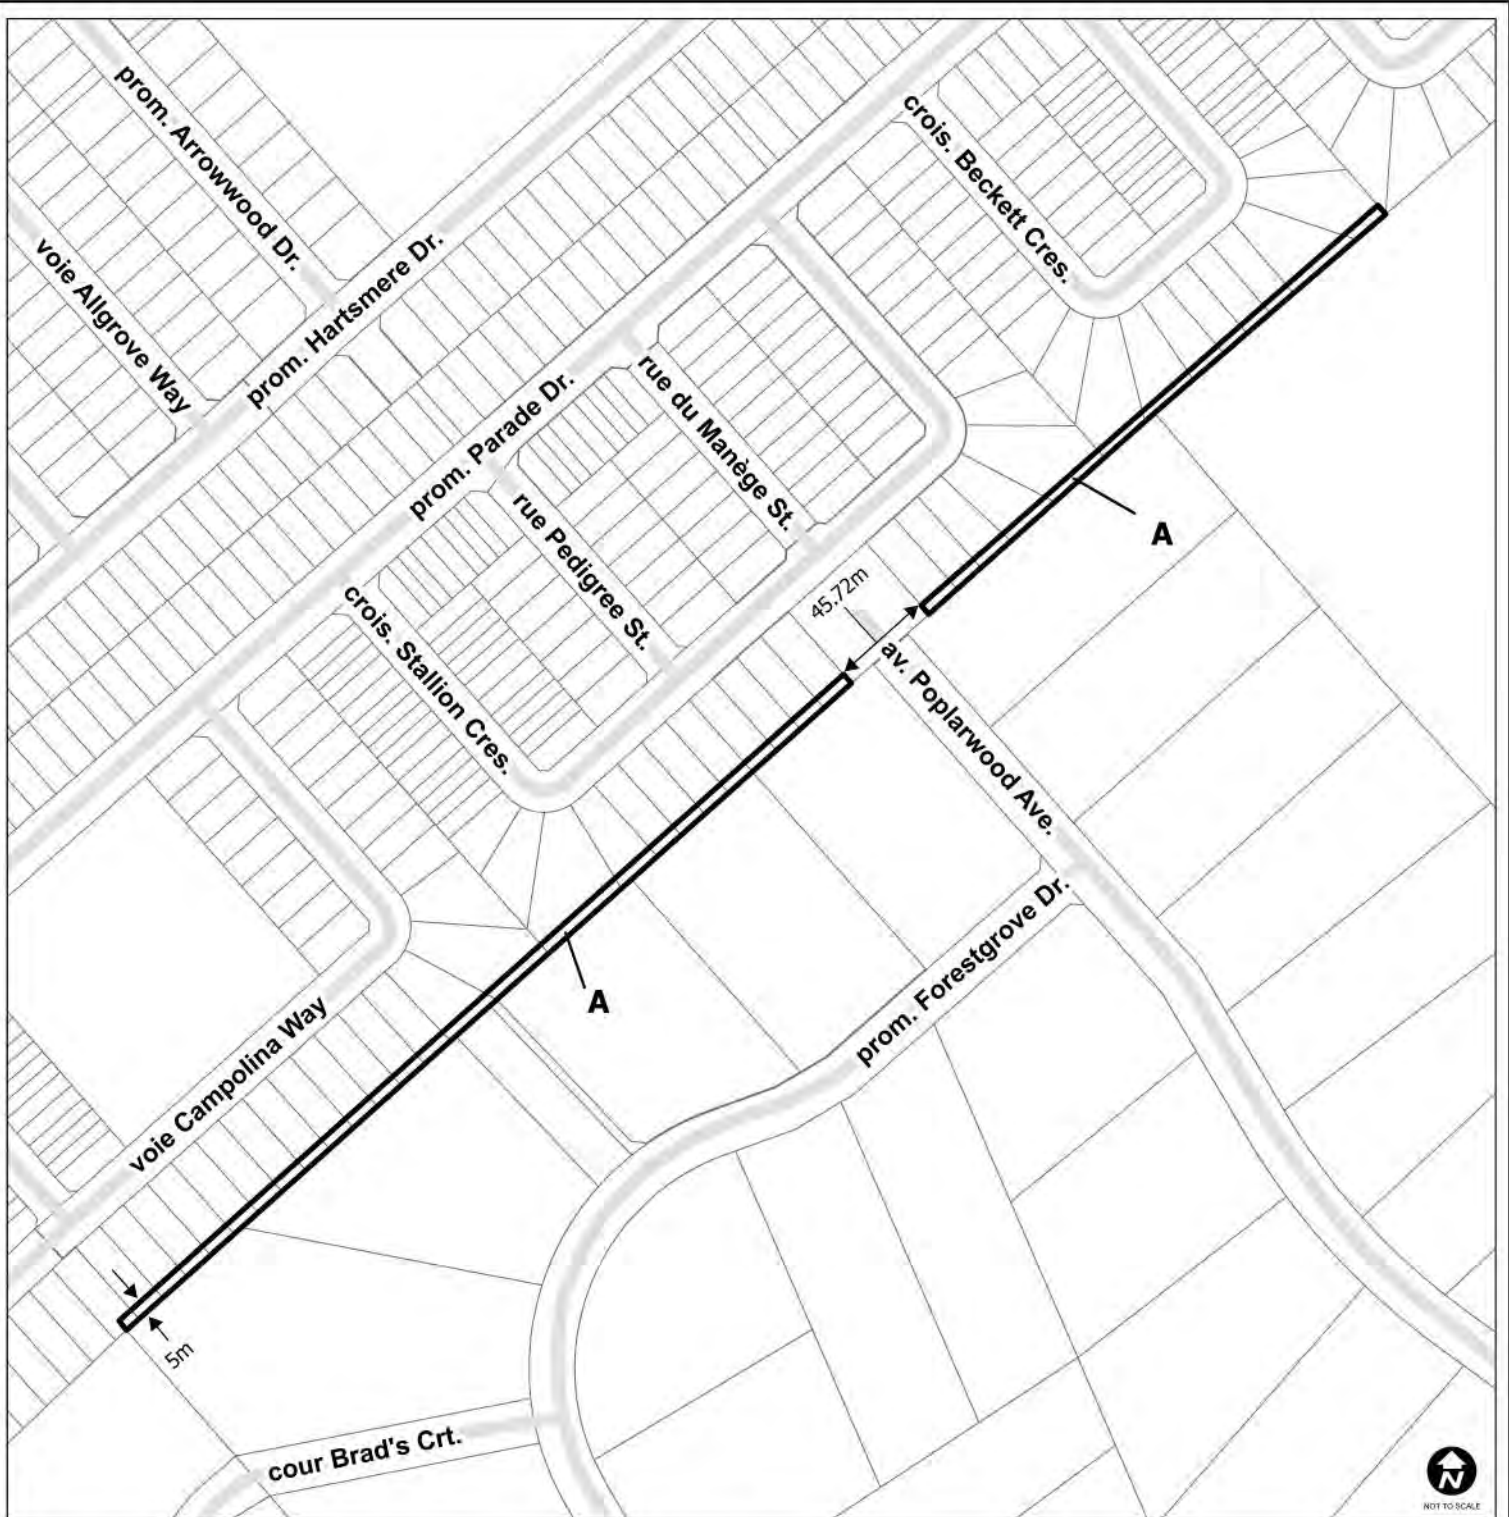 prom. Arrowwood Dr.
crois. Beckett Cres.
voie Allgrove Way
prom. Hartsmere Dr.
rue du Manège St.
prom. Parade Dr.
rue Pedigree St.
A
45,72m
crois. Stallion Cres.
av. Poplarwood Ave.
prom. Forestgrove Dr.
A
voie Campolina Way
5m
cour Brad's Crt.
N
NOT TO SCALE